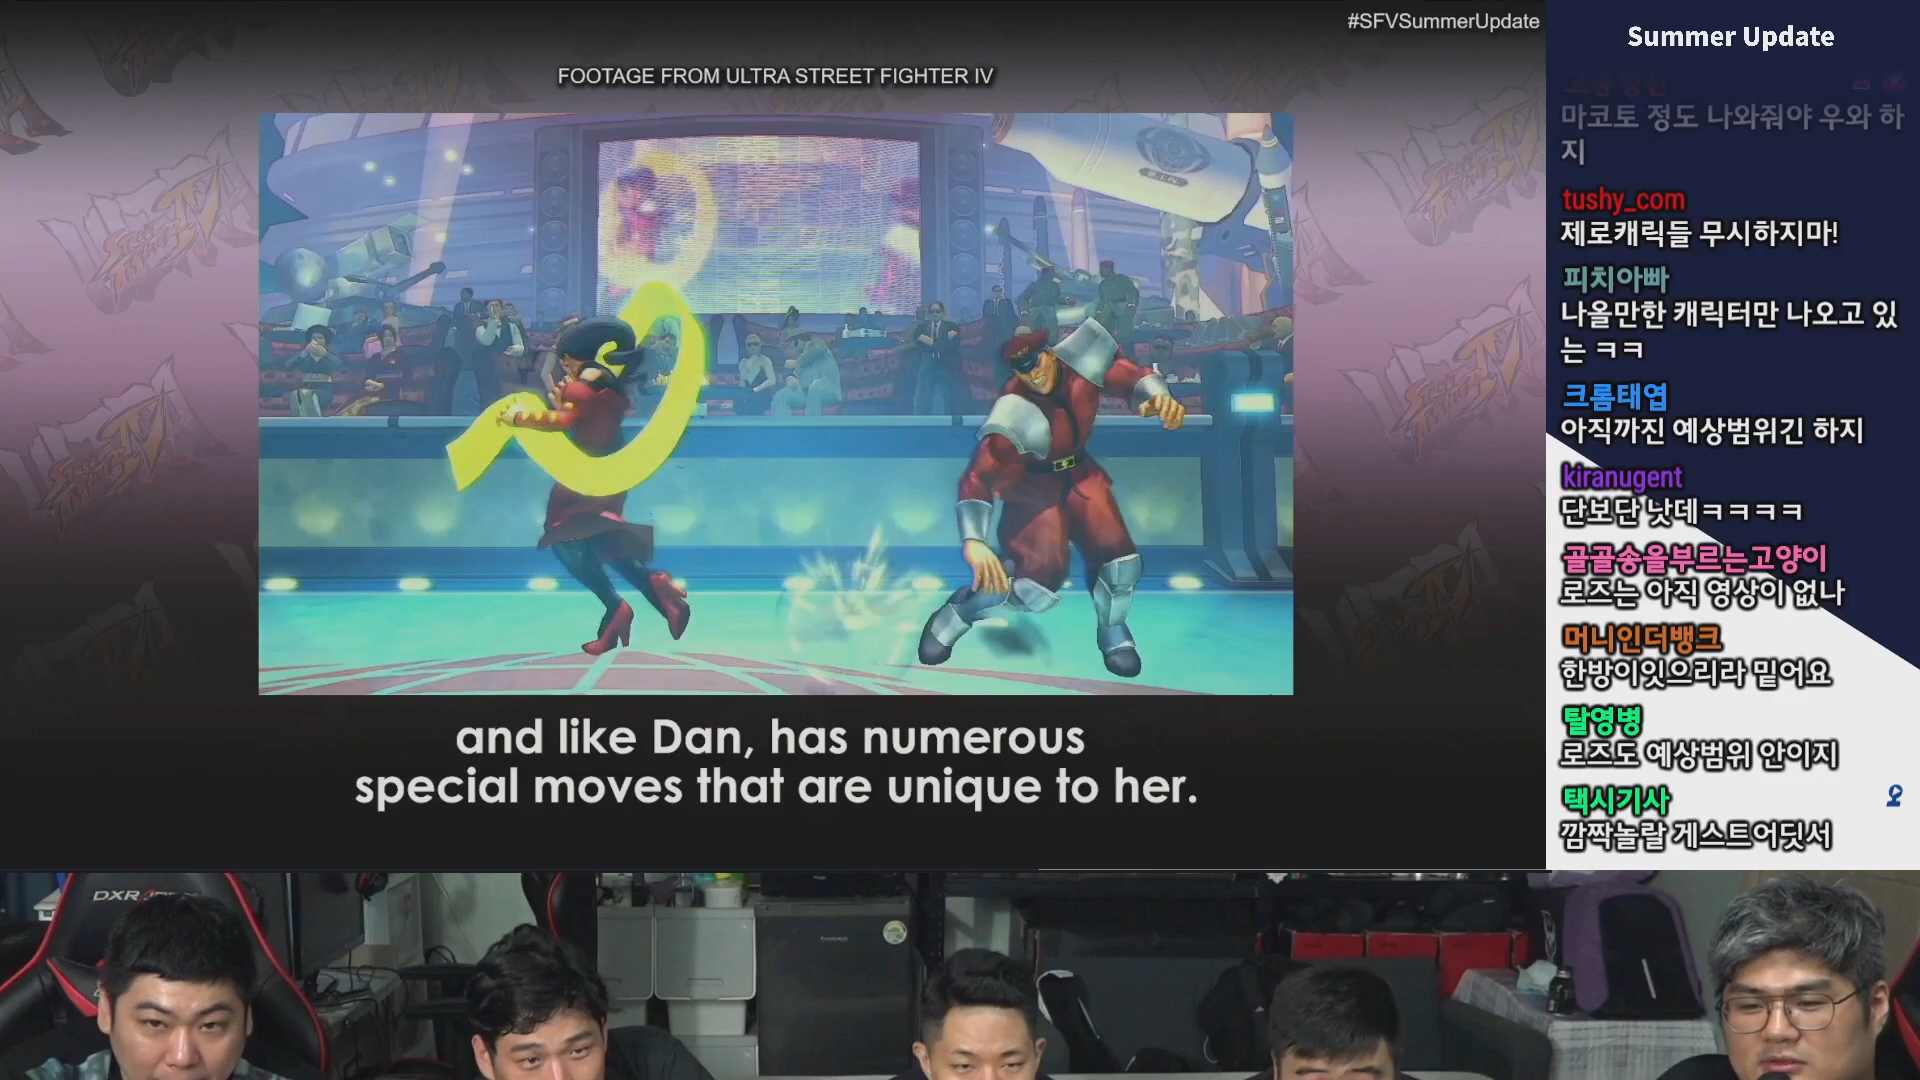 #SFVSummerUpdate
FOOTAGE FROM ULTRA STREET FIGHTER IV
S.I.N.
and like Dan, has numerous
special moves that are unique to her.
Summer Update
마코토 정도 나와줘야 우와 하
지
tushy_com
제로캐릭들 무시하지마!
피치아빠
나올만한 캐릭터만 나오고 있
는 ㅋㅋ
크롬태엽
아직까진 예상범위긴 하지
kiranugent
단보단 낫데ㅋㅋㅋㅋ
골골송을부르는고양이
로즈는 아직 영상이 없나
머니인더뱅크
한방이잇으리라 믿어요
탈영병
로즈도 예상범위 안이지
택시기사
깜짝놀랄 게스트어딧서